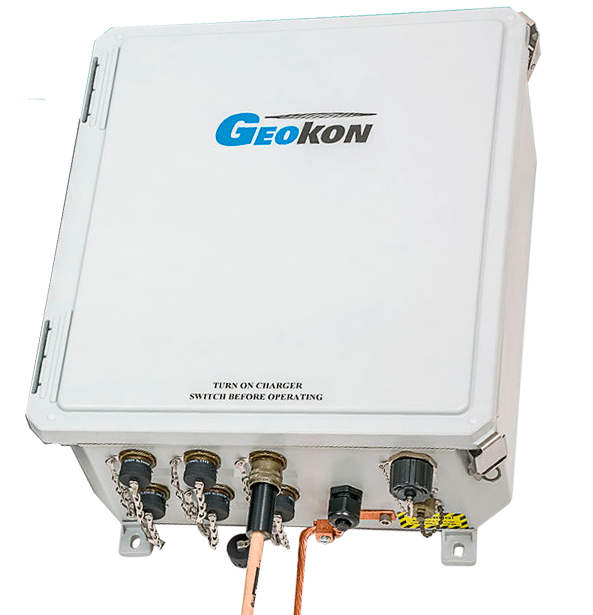 GEOKON
TURN ON CHARGER
SWITCH BEFORE OPERATING